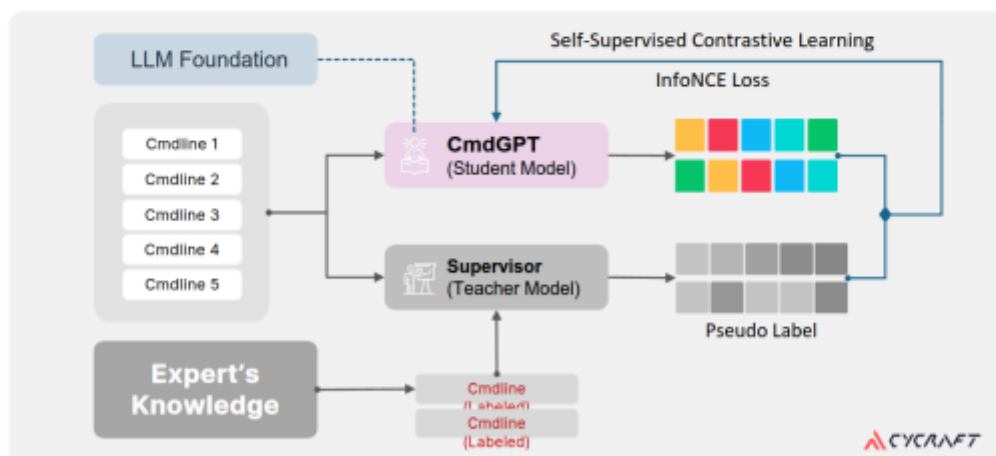 Self-Supervised Contrastive Learning
LLM Foundation
InfoNCE Loss
Cmdline 1
Cmdline 2
Cmdline 3
Cmdline 4
Cmdline 5
CmdGPT
(Student Model)
Supervisor
(Teacher Model)
Pseudo Label
Expert's
Knowledge
Cmdline
(Labeled)
Cmdline
(Labeled)
CYCRAFT